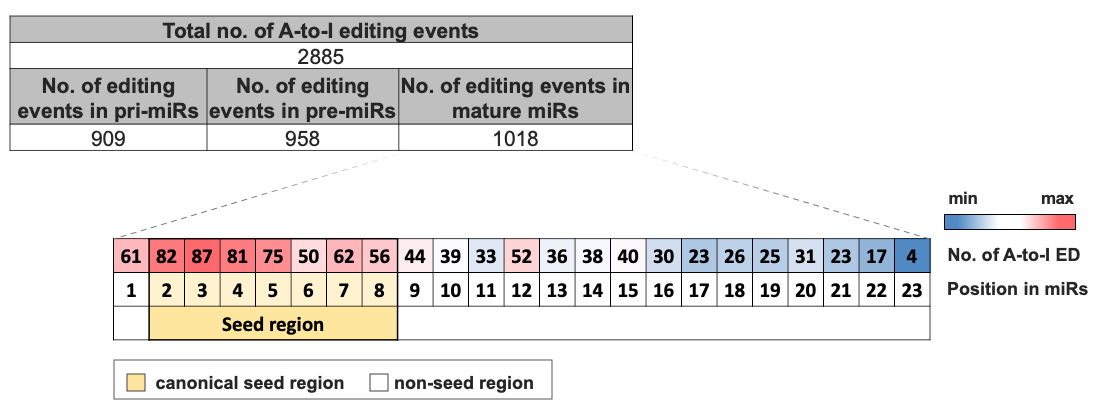 Total no. of A-to-I editing events
2885
No. of editing events in pri-miRs
No. of editing events in pre-miRs
No. of editing events in mature miRs
909 958 1018
min max
61 82 87 81 75 50 62 56 44 39 33 52 36 38 40 30 23 26 25 31 23 17 4 No. of A-to-I ED
1 2 3 4 5 6 7 8 9 10 11 12 13 14 15 16 17 18 19 20 21 22 23 Position in miRs
Seed region
canonical seed region non-seed region